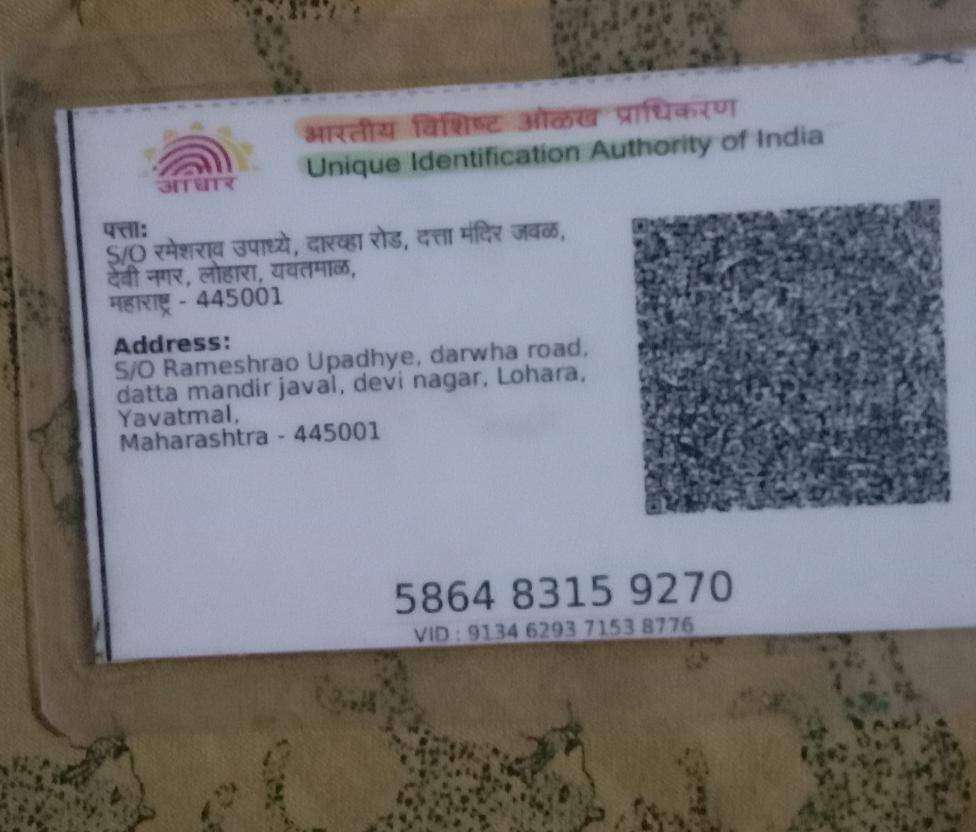 आधार
भारतीय विशिष्ट ओळख प्राधिकरण
Unique Identification Authority of India
पत्ता:
S/O रमेशराव उपाध्ये, दारव्हा रोड, दत्ता मंदिर जवळ,
देवी नगर, लोहारा, यवतमाळ,
महाराष्ट्र - 445001
Address:
S/O Rameshrao Upadhye, darwha road,
datta mandir javal, devi nagar, Lohara,
Yavatmal,
Maharashtra - 445001
5864 8315 9270
VID : 9134 6293 7153 8776